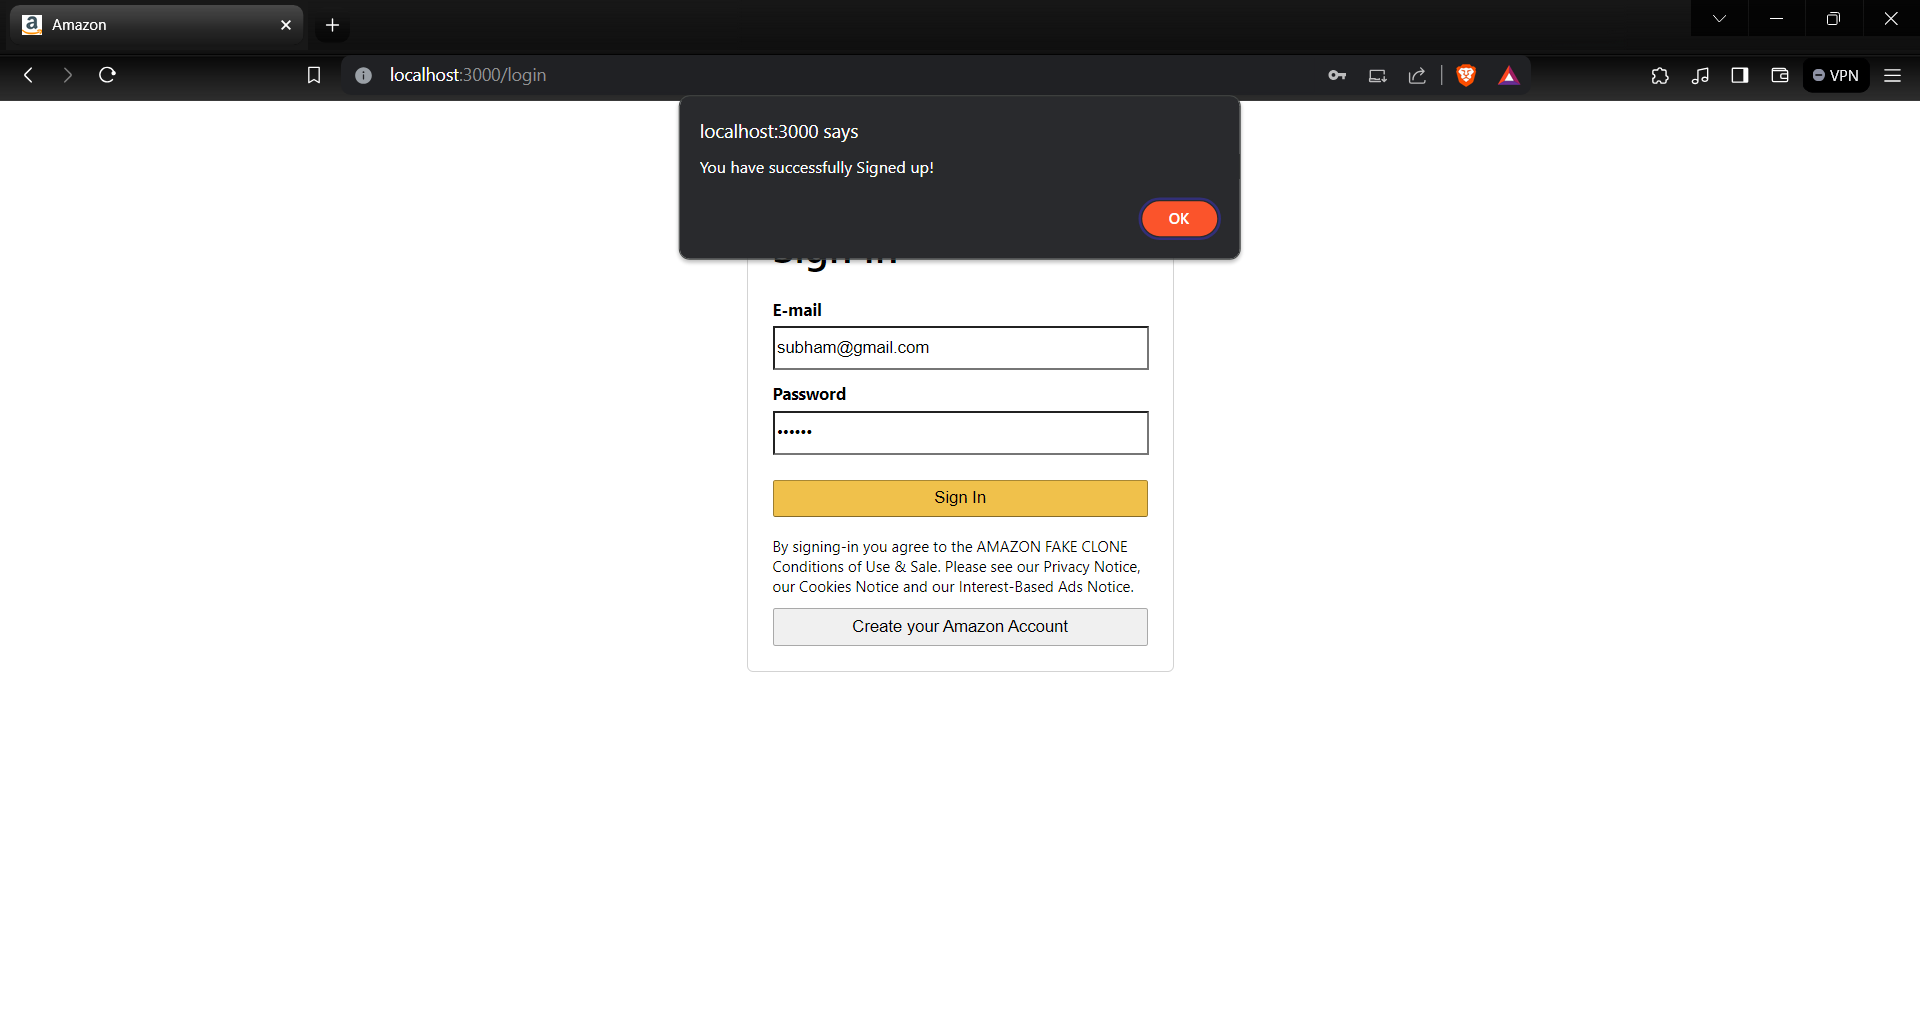 Amazon
localhost:3000/login
VPN
localhost:3000 says
You have successfully Signed up!
OK
Sign In
E-mail
subham@gmail.com
Password
••••••
Sign In
By signing-in you agree to the AMAZON FAKE CLONE
Conditions of Use & Sale. Please see our Privacy Notice,
our Cookies Notice and our Interest-Based Ads Notice.
Create your Amazon Account